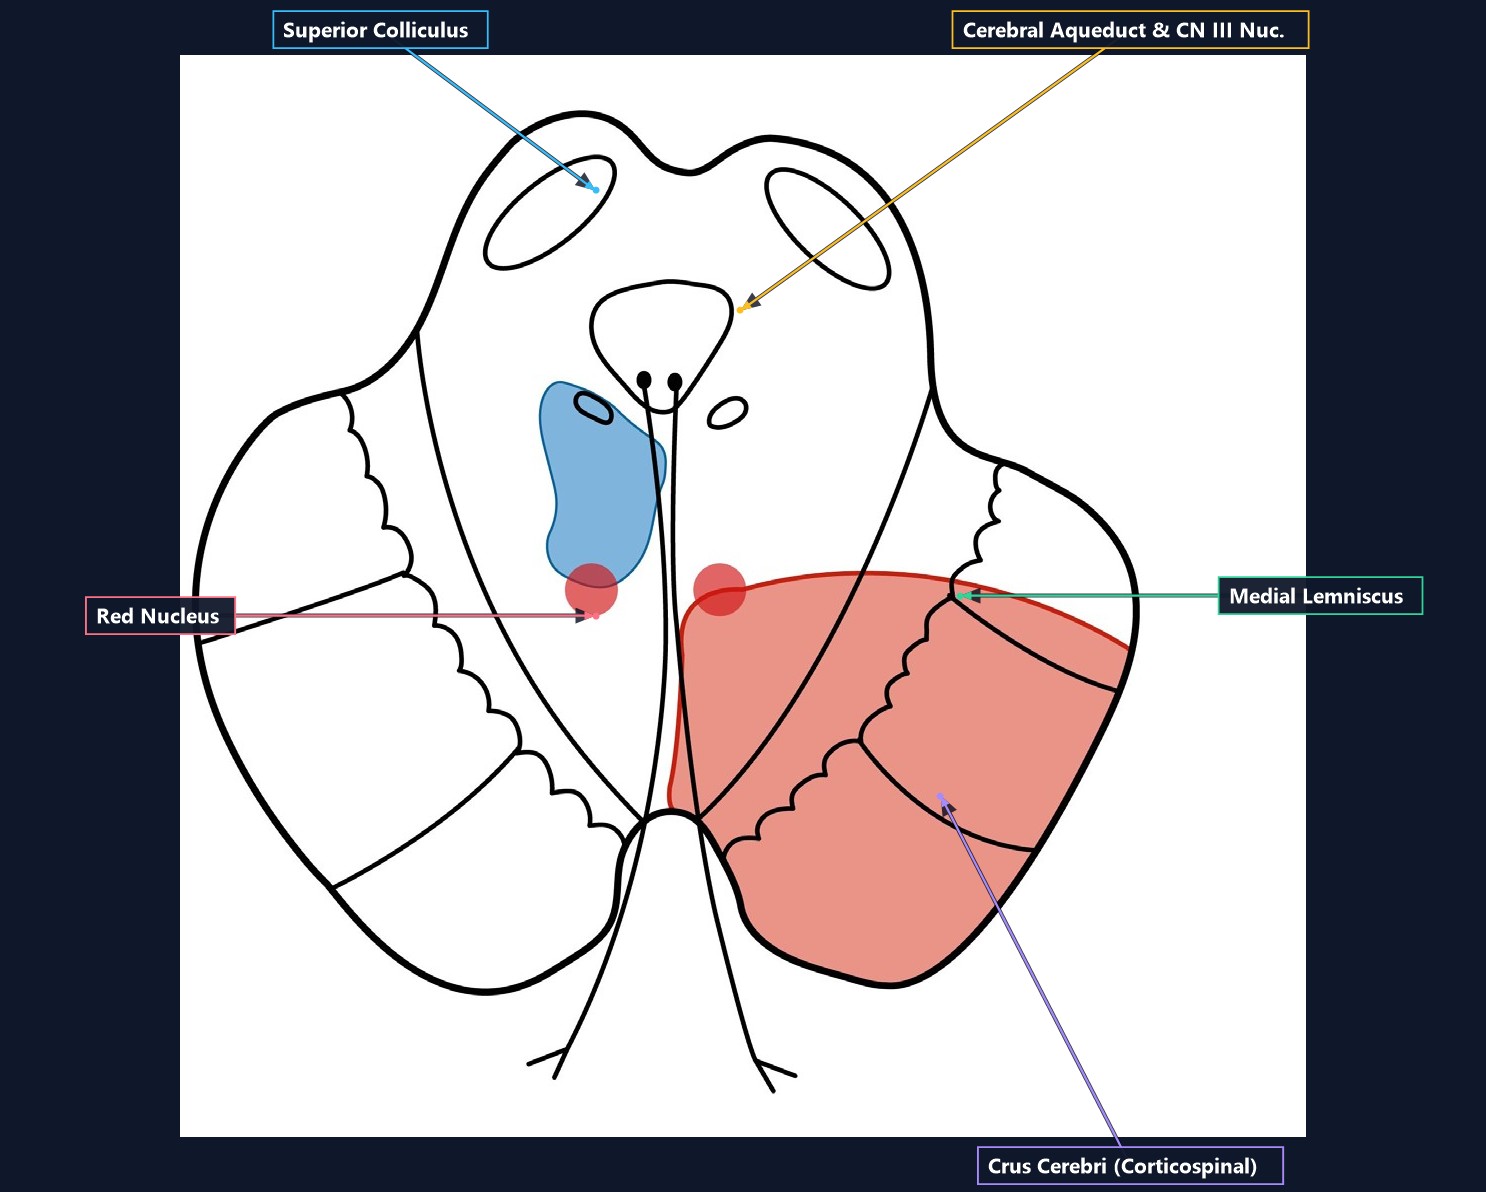 Superior Colliculus
Cerebral Aqueduct & CN III Nuc.
Red Nucleus
Medial Lemniscus
Crus Cerebri (Corticospinal)